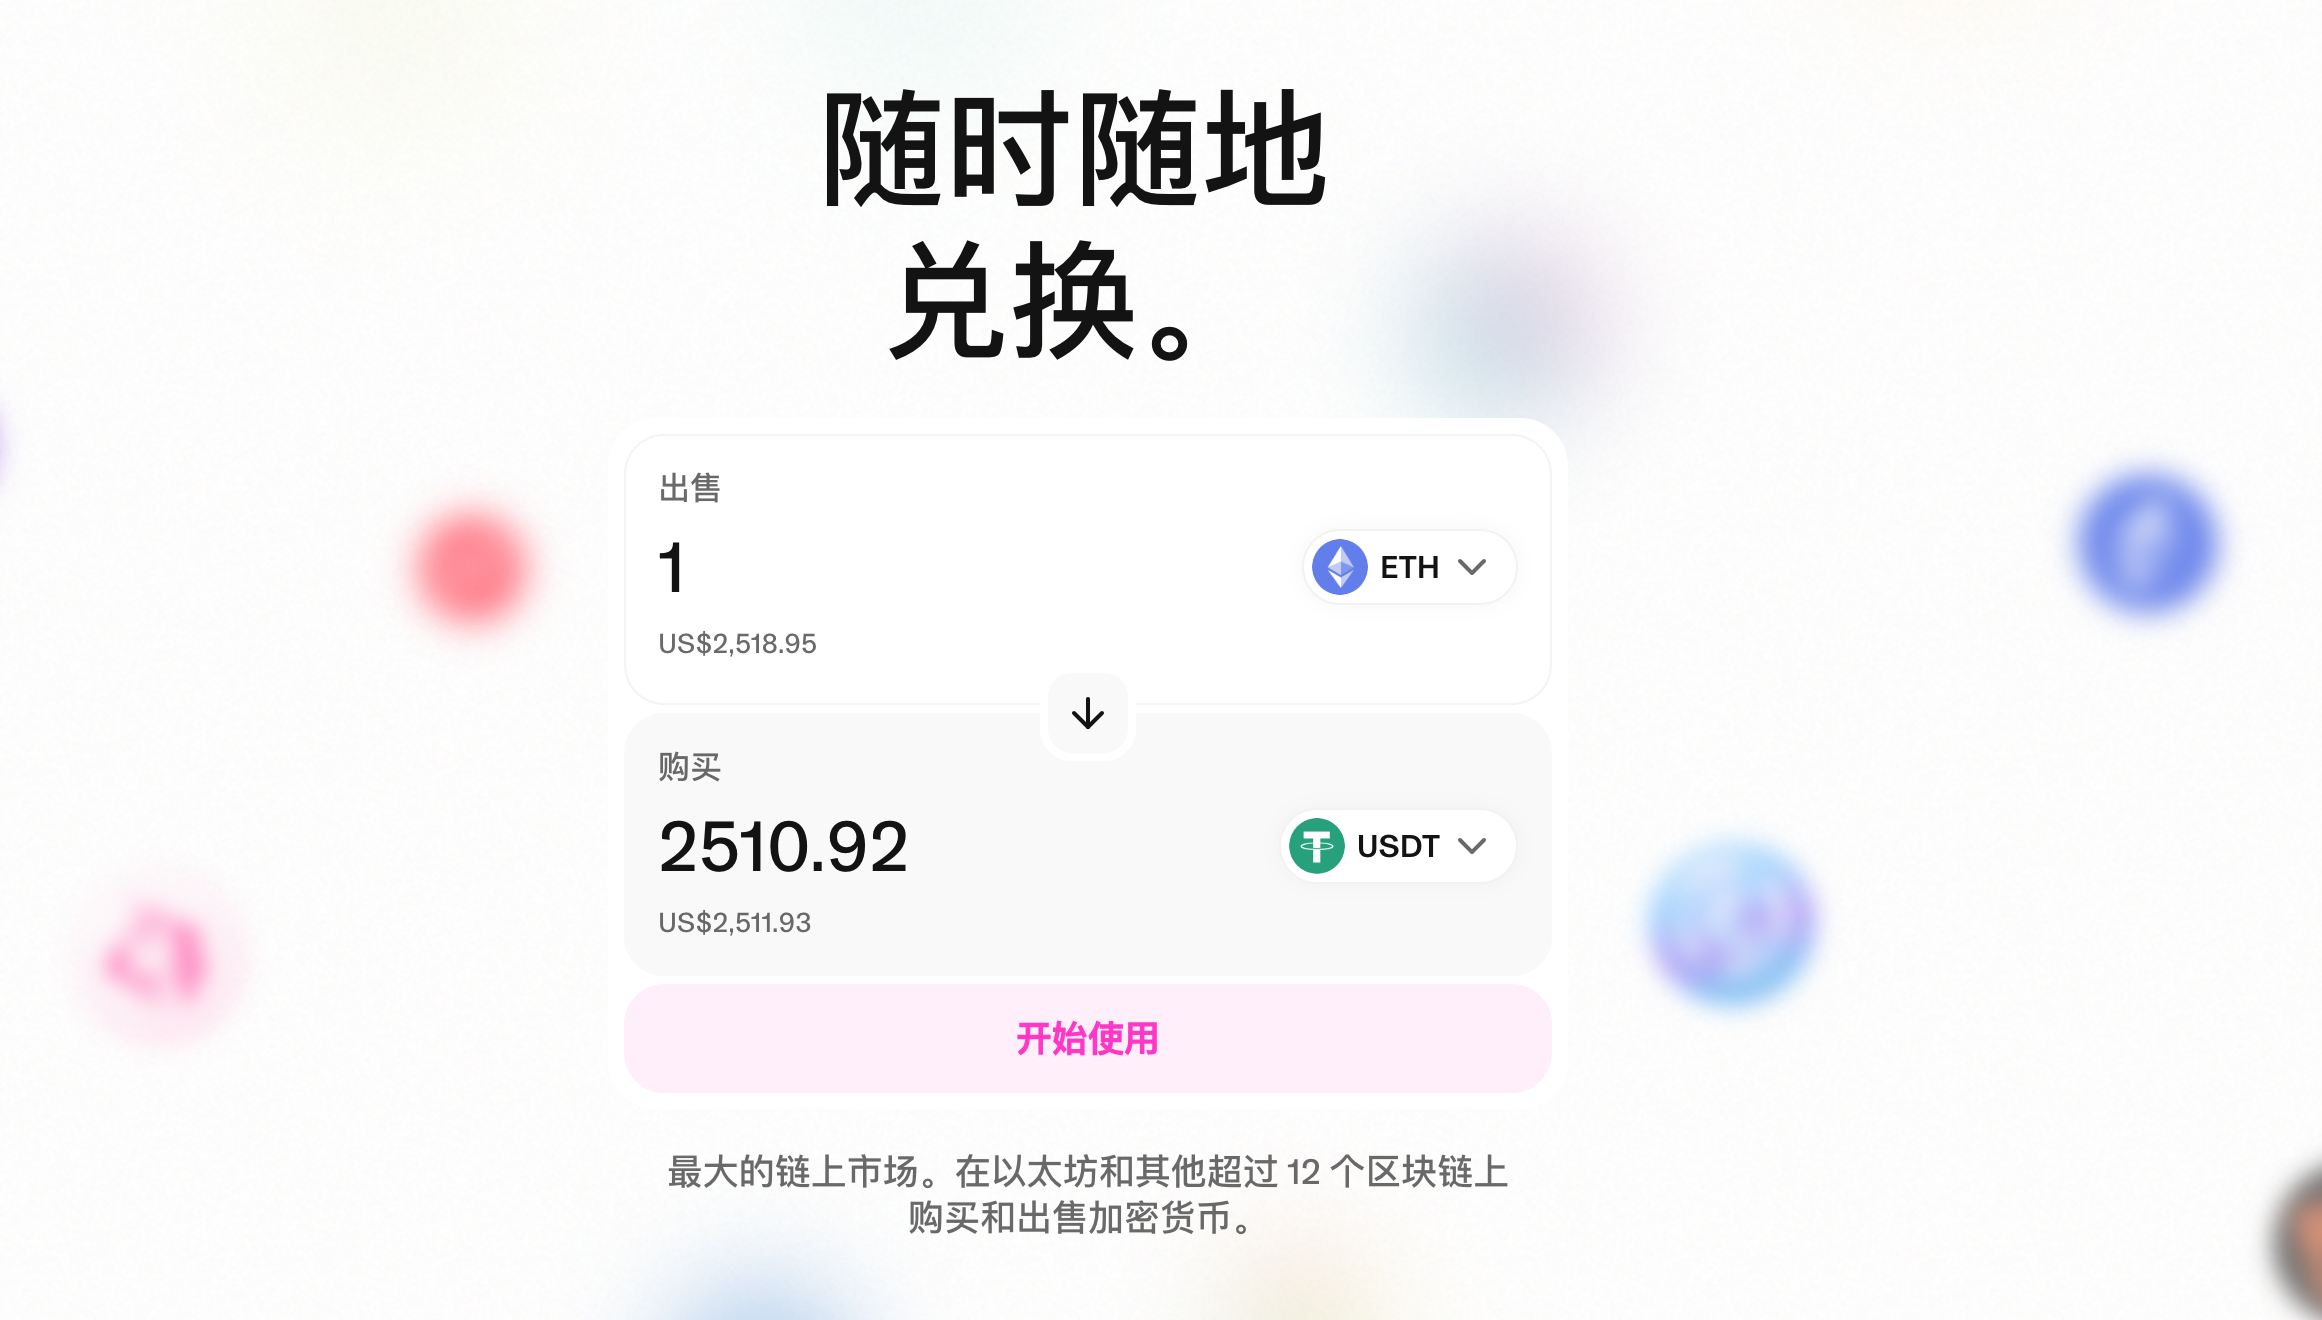 随时随地
兑换。
出售
1
ETH
US$2,518.95
购买
2510.92
USDT
US$2,511.93
开始使用
最大的链上市场。在以太坊和其他超过 12 个区块链上
购买和出售加密货币。